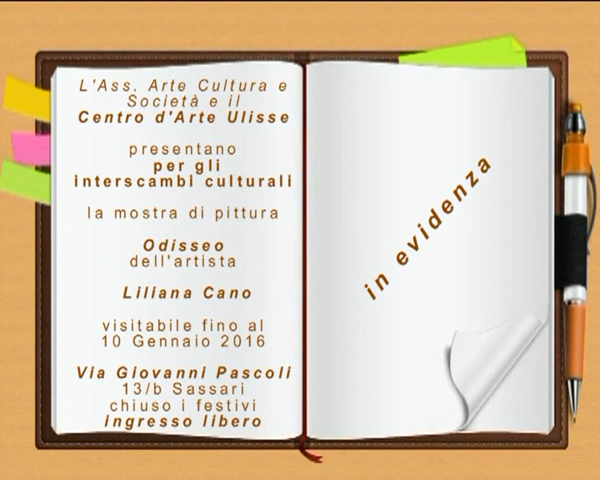 L'Ass. Arte Cultura e
Società e il
Centro d'Arte Ulisse
presentano
per gli
interscambi culturali
la mostra di pittura
Odisseo
dell'artista
Liliana Cano
visitabile fino al
10 Gennaio 2016
Via Giovanni Pascoli
13/b Sassari
chiuso i festivi
ingresso libero
in evidenza